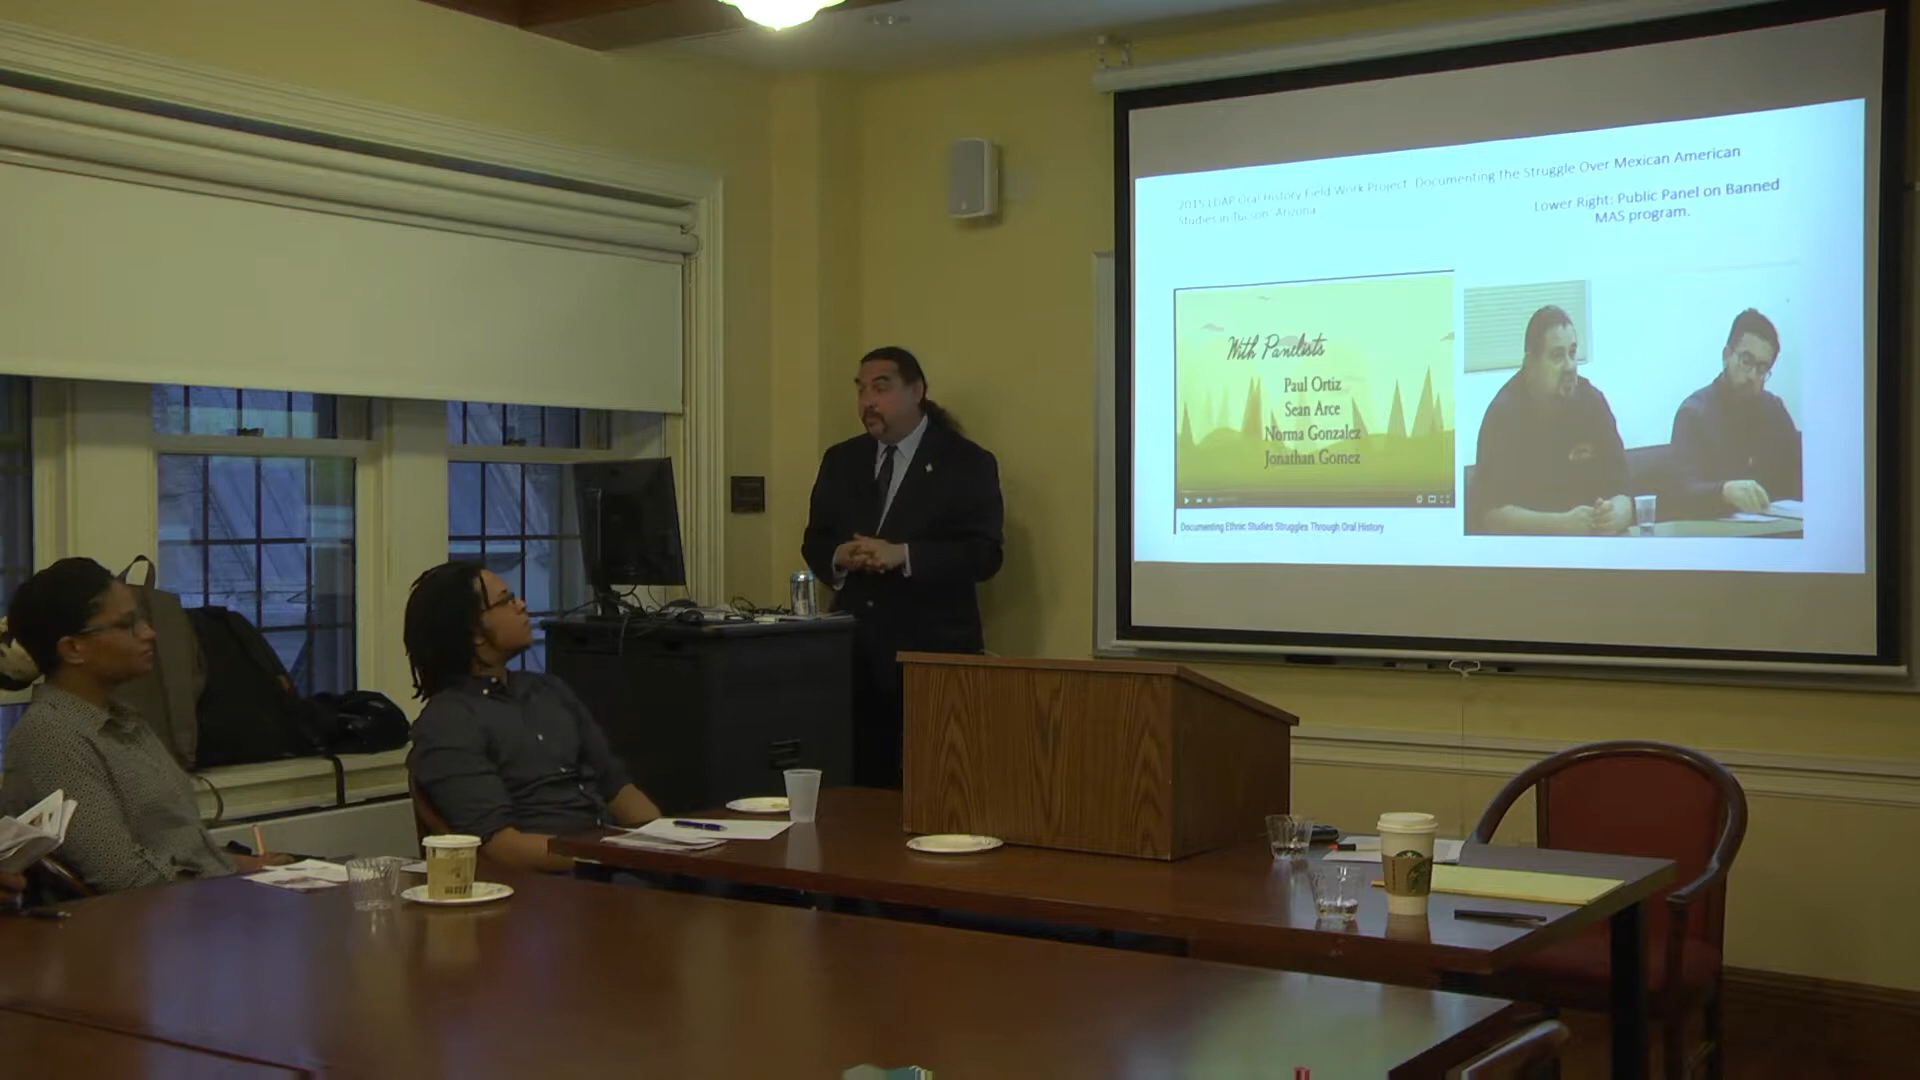 2015 LDAP Oral History Field Work Project: Documenting the Struggle Over Mexican American
Studies in Tucson, Arizona
Lower Right: Public Panel on Banned
MAS program.
With Panelists
Paul Ortiz
Sean Arce
Norma Gonzalez
Jonathan Gomez
Documenting Ethnic Studies Struggles Through Oral History